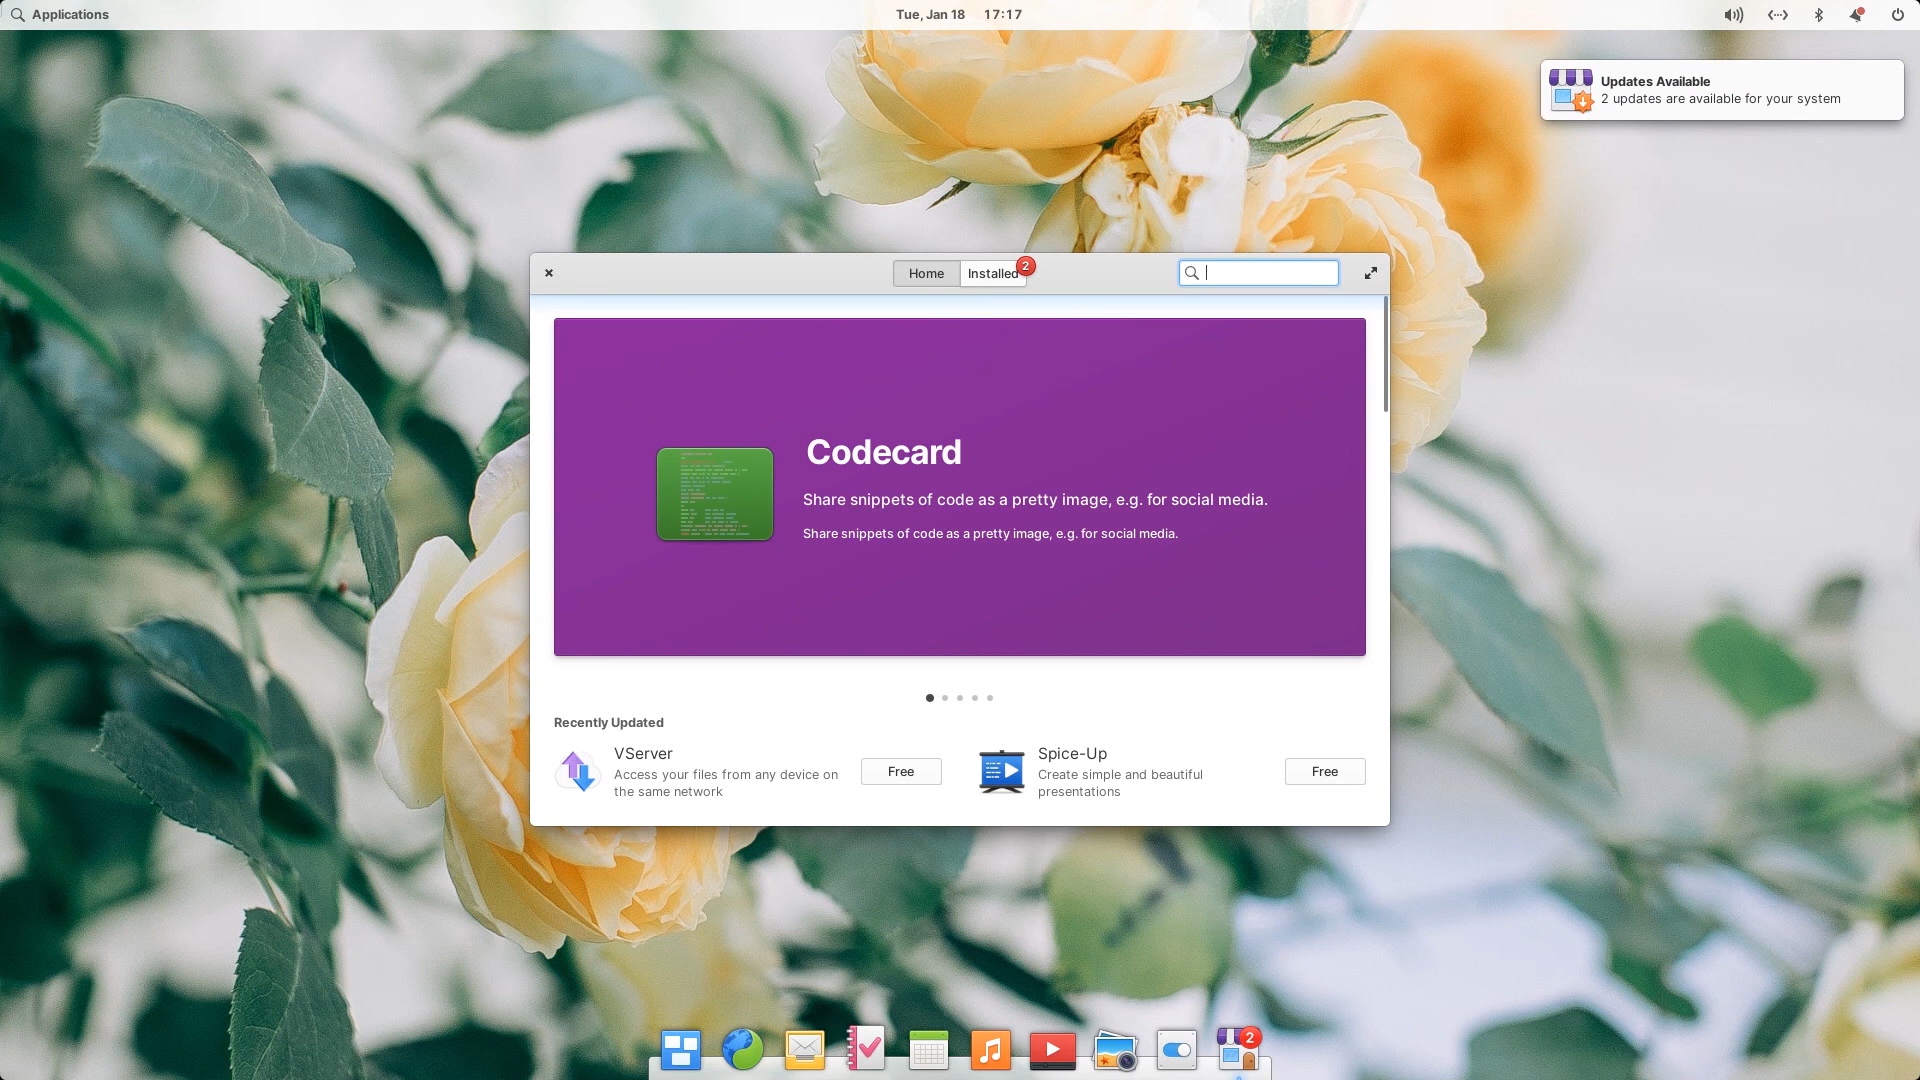 Applications
Tue, Jan 18 17:17
Updates Available
2 updates are available for your system
Home
Installed
2
Codecard
Share snippets of code as a pretty image, e.g. for social media.
Share snippets of code as a pretty image, e.g. for social media.
Recently Updated
VServer
Access your files from any device on
the same network
Free
Spice-Up
Create simple and beautiful
presentations
Free
2